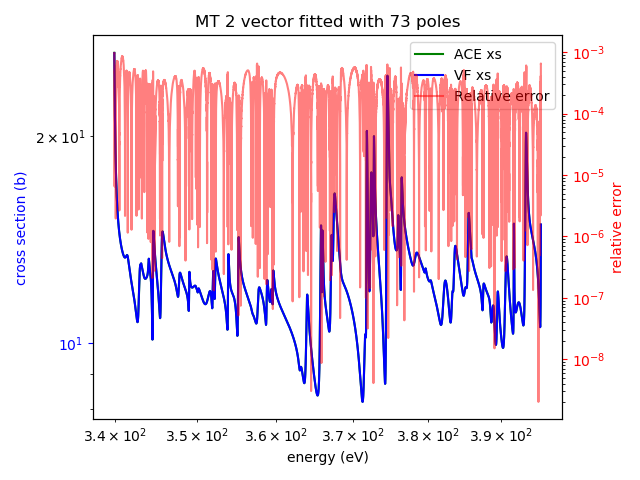 MT 2 vector fitted with 73 poles
ACE xs
VF xs
Relative error
cross section (b)
2 × 10¹
10¹
10⁻³
10⁻⁴
10⁻⁵
10⁻⁶
10⁻⁷
10⁻⁸
relative error
3.4 × 10² 3.5 × 10² 3.6 × 10² 3.7 × 10² 3.8 × 10² 3.9 × 10²
energy (eV)